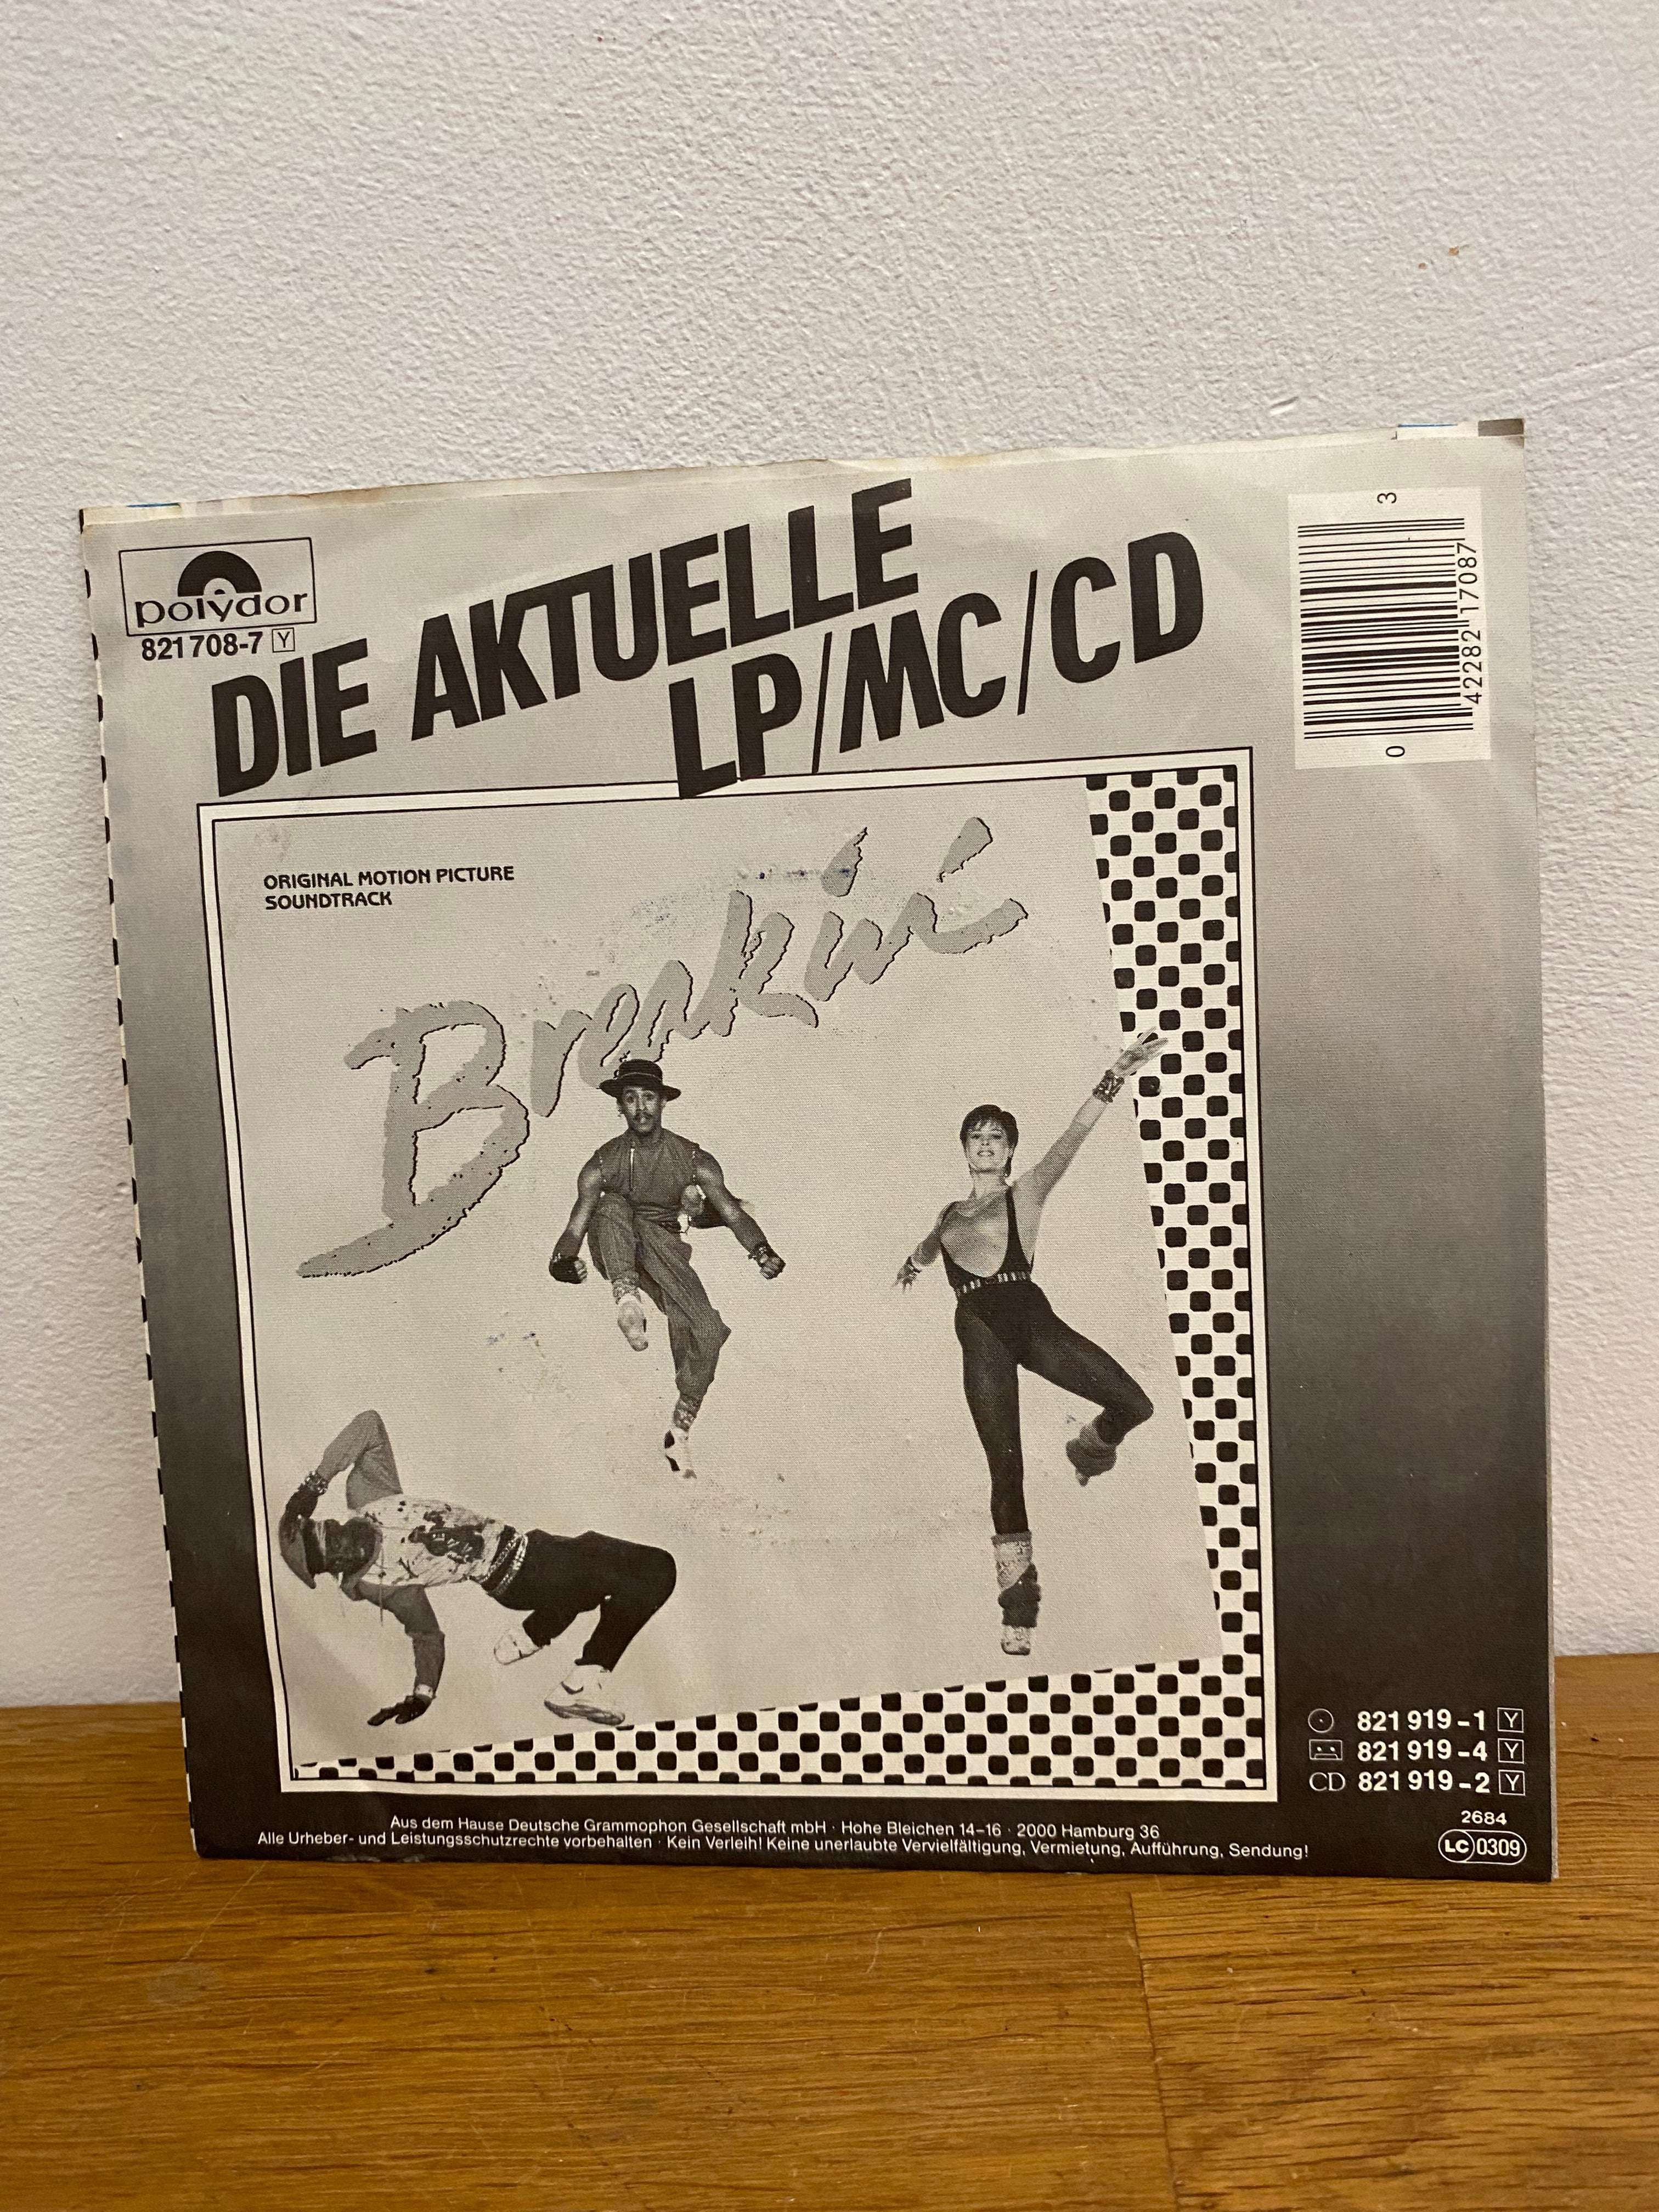 polydor
821 708-7 Y
DIE AKTUELLE
LP/MC/CD
0 42282 17087 3
ORIGINAL MOTION PICTURE
SOUNDTRACK
Breakin'
821 919-1 Y
821 919-4 Y
CD 821 919-2 Y
2684
LC 0309
Aus dem Hause Deutsche Grammophon Gesellschaft mbH · Hohe Bleichen 14-16 · 2000 Hamburg 36
Alle Urheber- und Leistungsschutzrechte vorbehalten · Kein Verleih! Keine unerlaubte Vervielfältigung, Vermietung, Aufführung, Sendung!